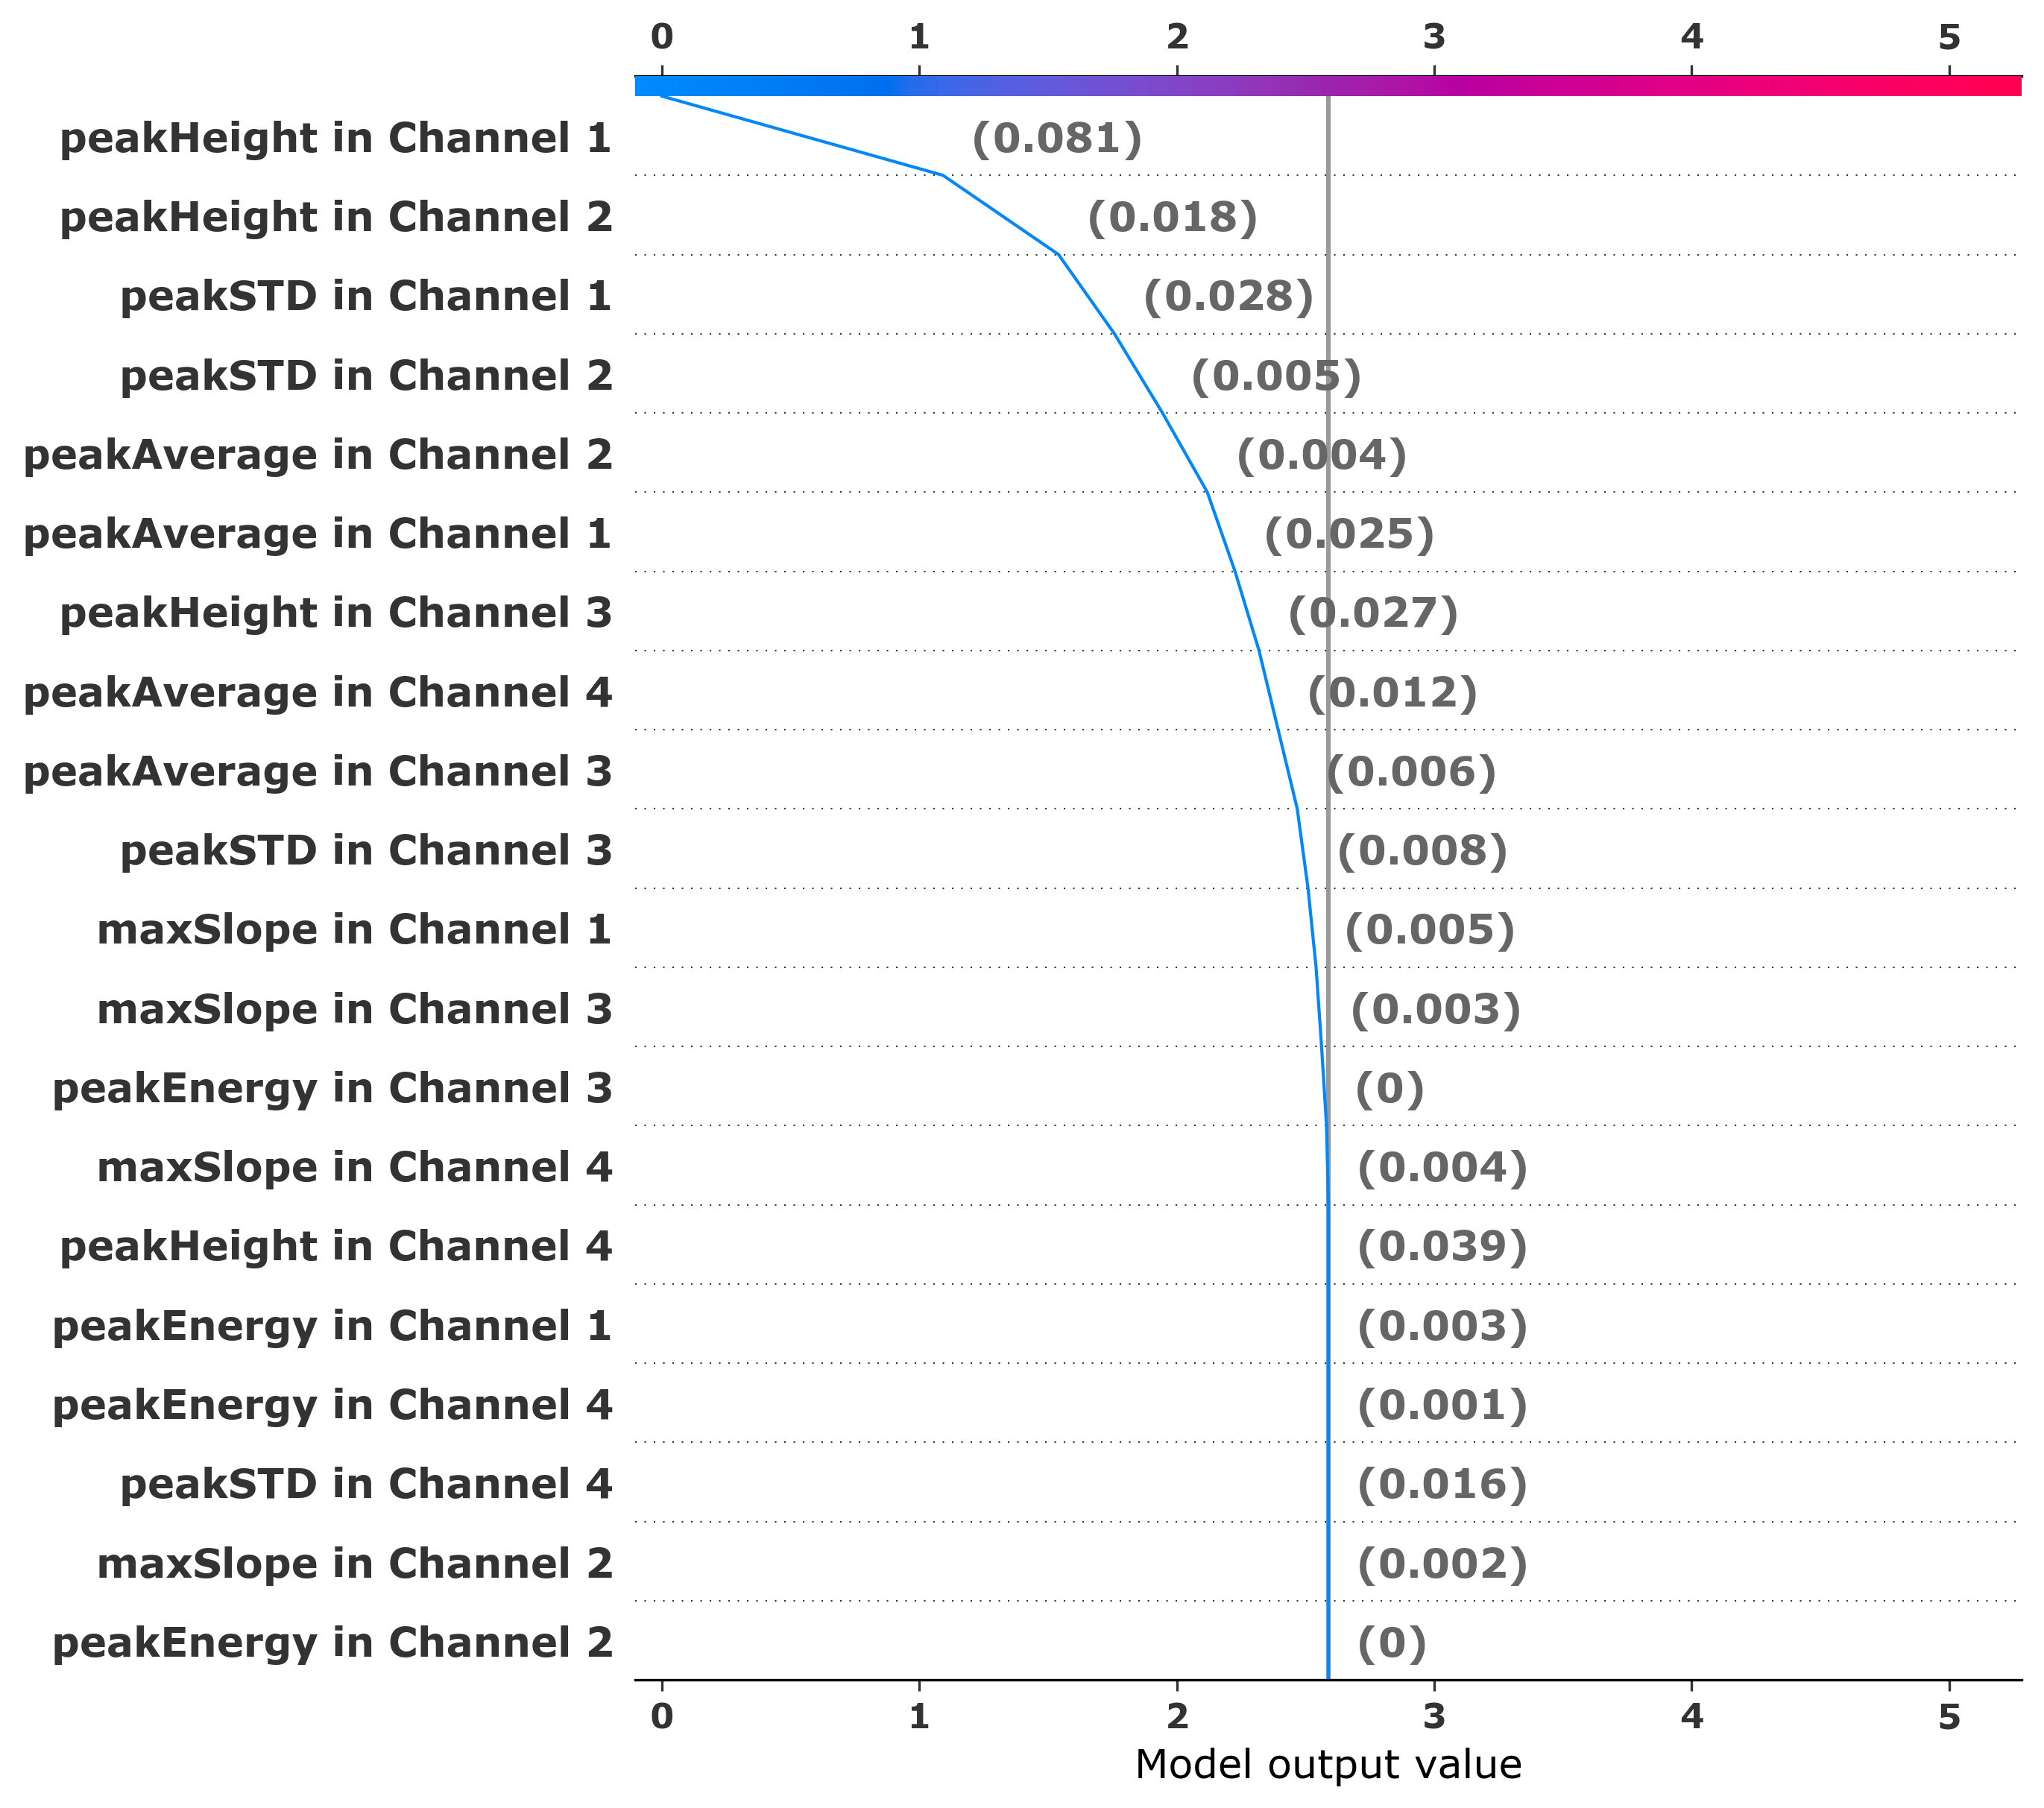 0 1 2 3 4 5
peakHeight in Channel 1 (0.081)
peakHeight in Channel 2 (0.018)
peakSTD in Channel 1 (0.028)
peakSTD in Channel 2 (0.005)
peakAverage in Channel 2 (0.004)
peakAverage in Channel 1 (0.025)
peakHeight in Channel 3 (0.027)
peakAverage in Channel 4 (0.012)
peakAverage in Channel 3 (0.006)
peakSTD in Channel 3 (0.008)
maxSlope in Channel 1 (0.005)
maxSlope in Channel 3 (0.003)
peakEnergy in Channel 3 (0)
maxSlope in Channel 4 (0.004)
peakHeight in Channel 4 (0.039)
peakEnergy in Channel 1 (0.003)
peakEnergy in Channel 4 (0.001)
peakSTD in Channel 4 (0.016)
maxSlope in Channel 2 (0.002)
peakEnergy in Channel 2 (0)
0 1 2 3 4 5
Model output value